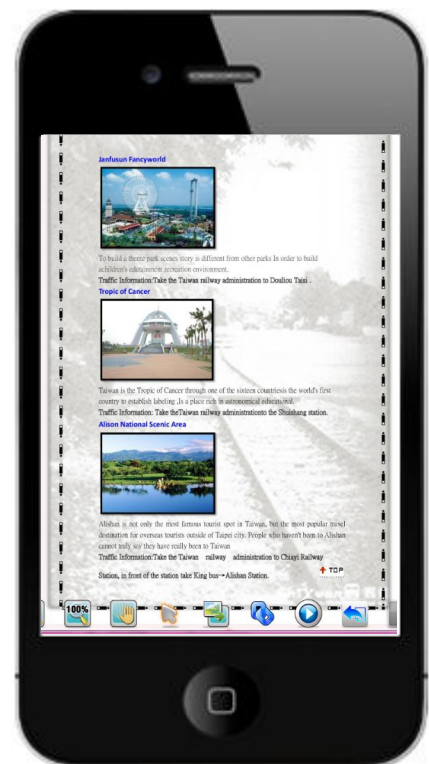 Janfusun Fancyworld
To build a theme park scenes story is different from other parks In order to build
achildren's edutainment recreation environment.
Traffic Information:Take the Taiwan railway administration to Douliou Taisi .
Tropic of Cancer
Taiwan is the Tropic of Cancer through one of the sixteen countriesis the world's first
country to establish labeling ,Is a place rich in astronomical educational.
Traffic Information: Take theTaiwan railway administrationto the Shuishang station.
Alison National Scenic Area
Alishan is not only the most famous tourist spot in Taiwan, but the most popular travel
destination for overseas tourists outside of Taipei city. People who haven't been to Alishan
cannot truly say they have really been to Taiwan
Traffic Information:Take the Taiwan railway administration to Chiayi Railway
Station, in front of the station take King bus→Alishan Station.
TOP
100%